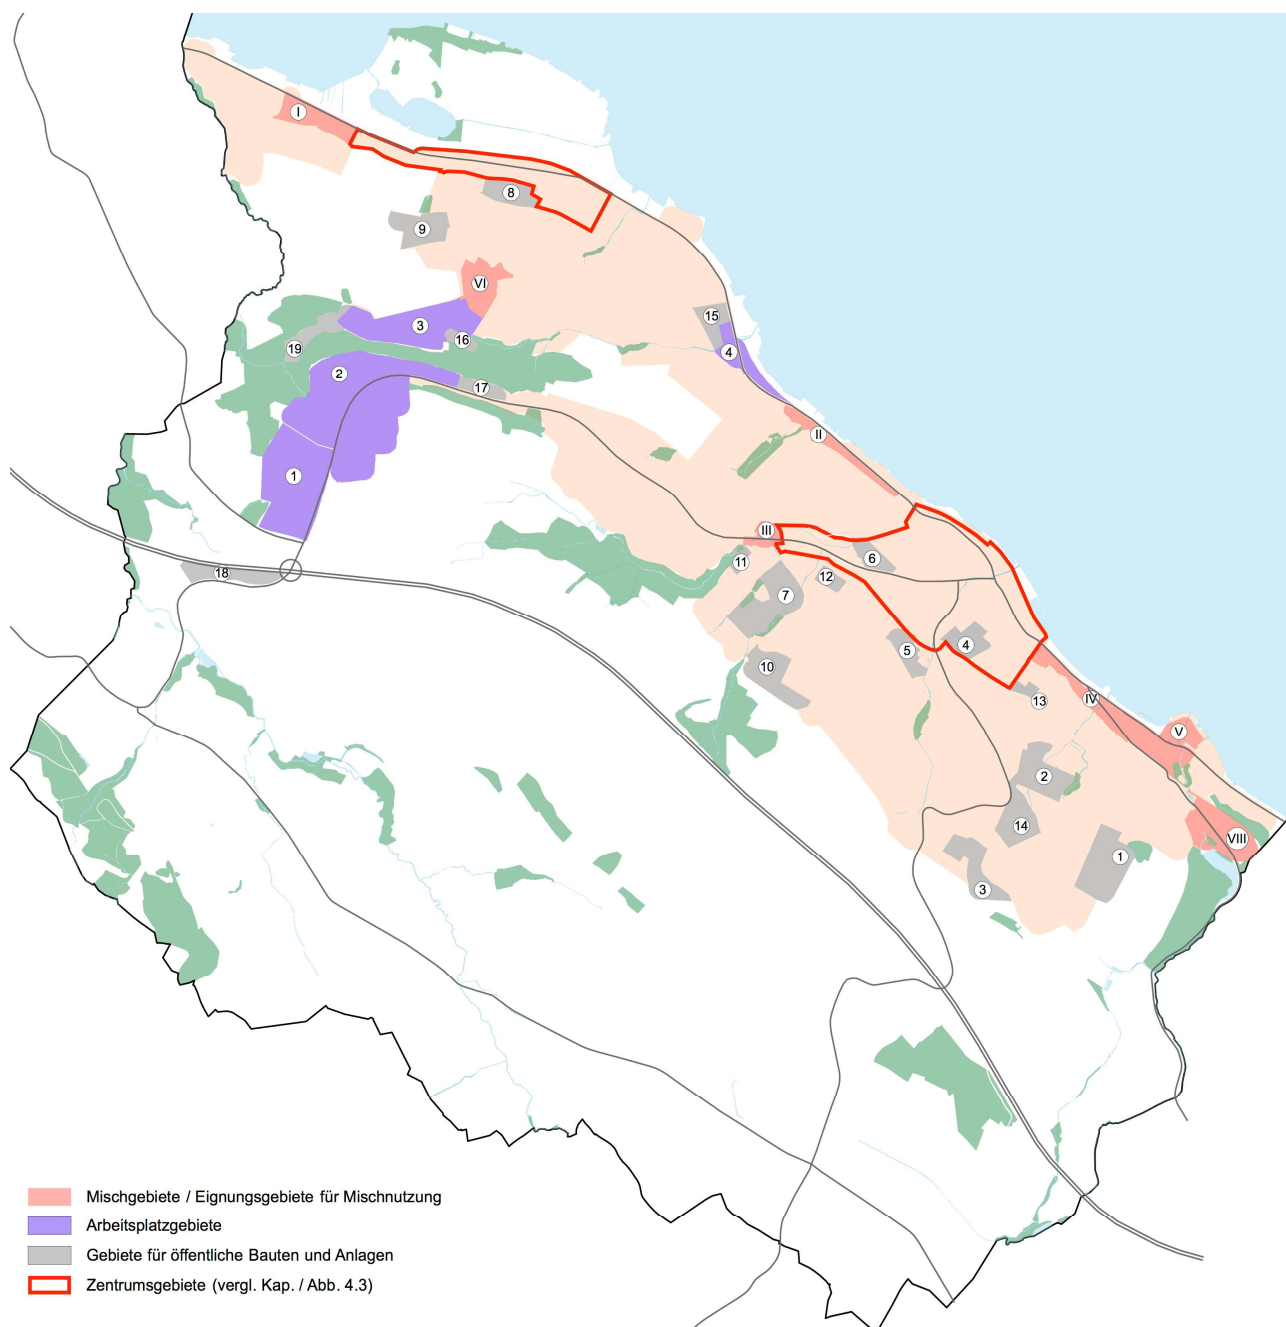 I
8
9
VI
3
15
19
16
4
2
17
II
1
III
6
11
12
18
7
4
5
10
13
IV
V
2
14
VIII
1
3
Mischgebiete / Eignungsgebiete für Mischnutzung
Arbeitsplatzgebiete
Gebiete für öffentliche Bauten und Anlagen
Zentrumsgebiete (vergl. Kap. / Abb. 4.3)